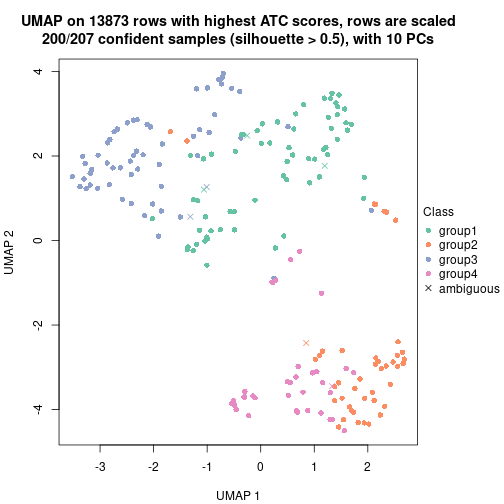 UMAP on 13873 rows with highest ATC scores, rows are scaled
200/207 confident samples (silhouette > 0.5), with 10 PCs
4
2
0
-2
-4
UMAP 2
-3
-2
-1
0
1
2
UMAP 1
Class
group1
group2
group3
group4
ambiguous